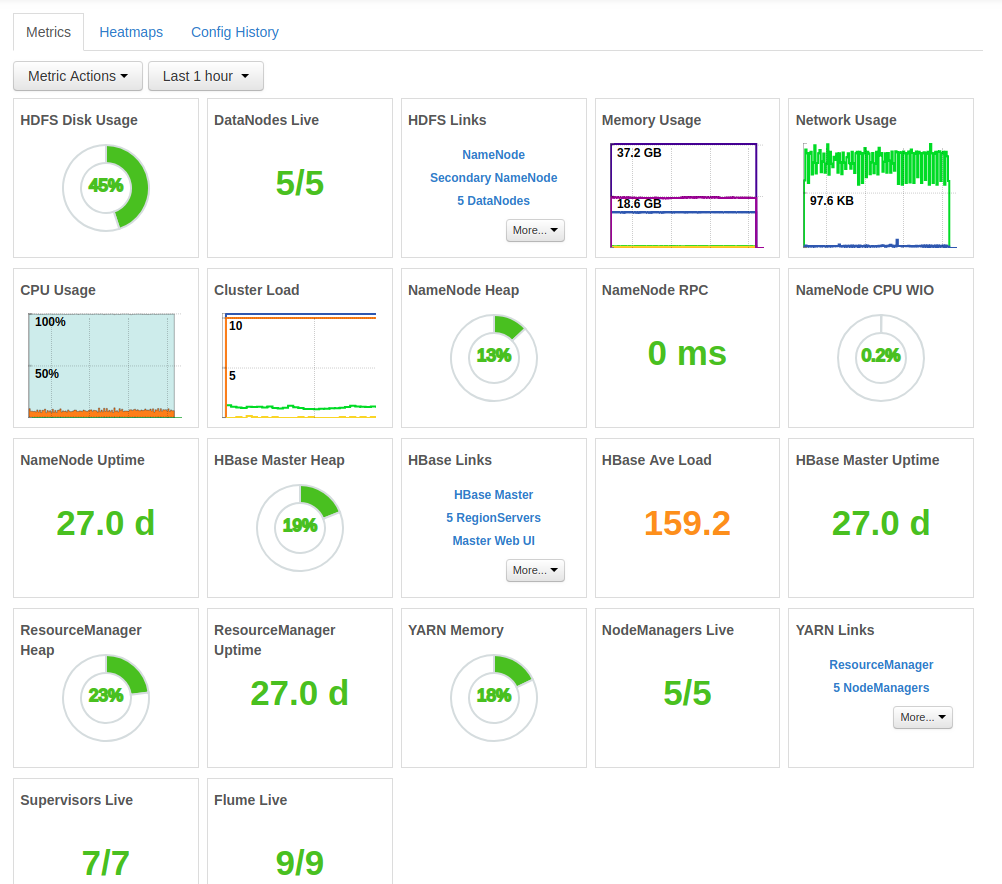 Metrics
Heatmaps
Config History
Metric Actions
Last 1 hour
HDFS Disk Usage
45%
DataNodes Live
5/5
HDFS Links
NameNode
Secondary NameNode
5 DataNodes
More...
Memory Usage
37.2 GB
18.6 GB
Network Usage
97.6 KB
CPU Usage
100%
50%
Cluster Load
10
5
NameNode Heap
13%
NameNode RPC
0 ms
NameNode CPU WIO
0.2%
NameNode Uptime
27.0 d
HBase Master Heap
19%
HBase Links
HBase Master
5 RegionServers
Master Web UI
More...
HBase Ave Load
159.2
HBase Master Uptime
27.0 d
ResourceManager
Heap
23%
ResourceManager
Uptime
27.0 d
YARN Memory
18%
NodeManagers Live
5/5
YARN Links
ResourceManager
5 NodeManagers
More...
Supervisors Live
7/7
Flume Live
9/9